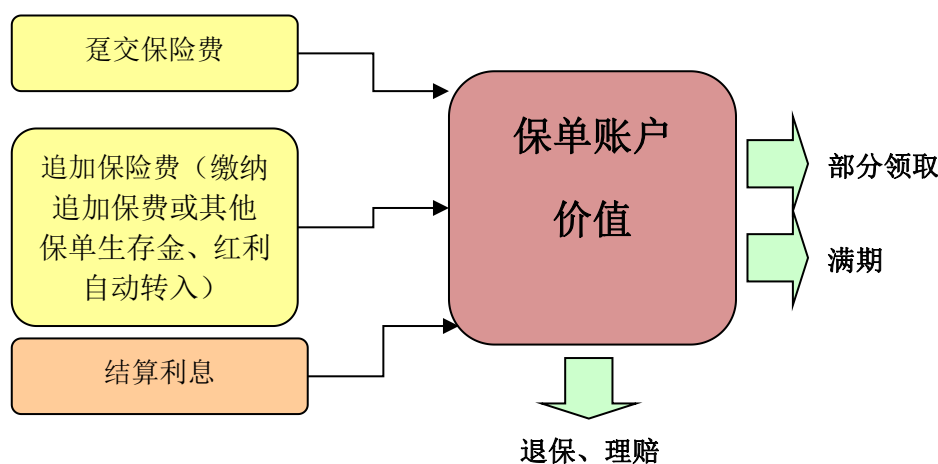 趸交保险费
追加保险费（缴纳
追加保费或其他
保单生存金、红利
自动转入）
结算利息
保单账户
价值
部分领取
满期
退保、理赔